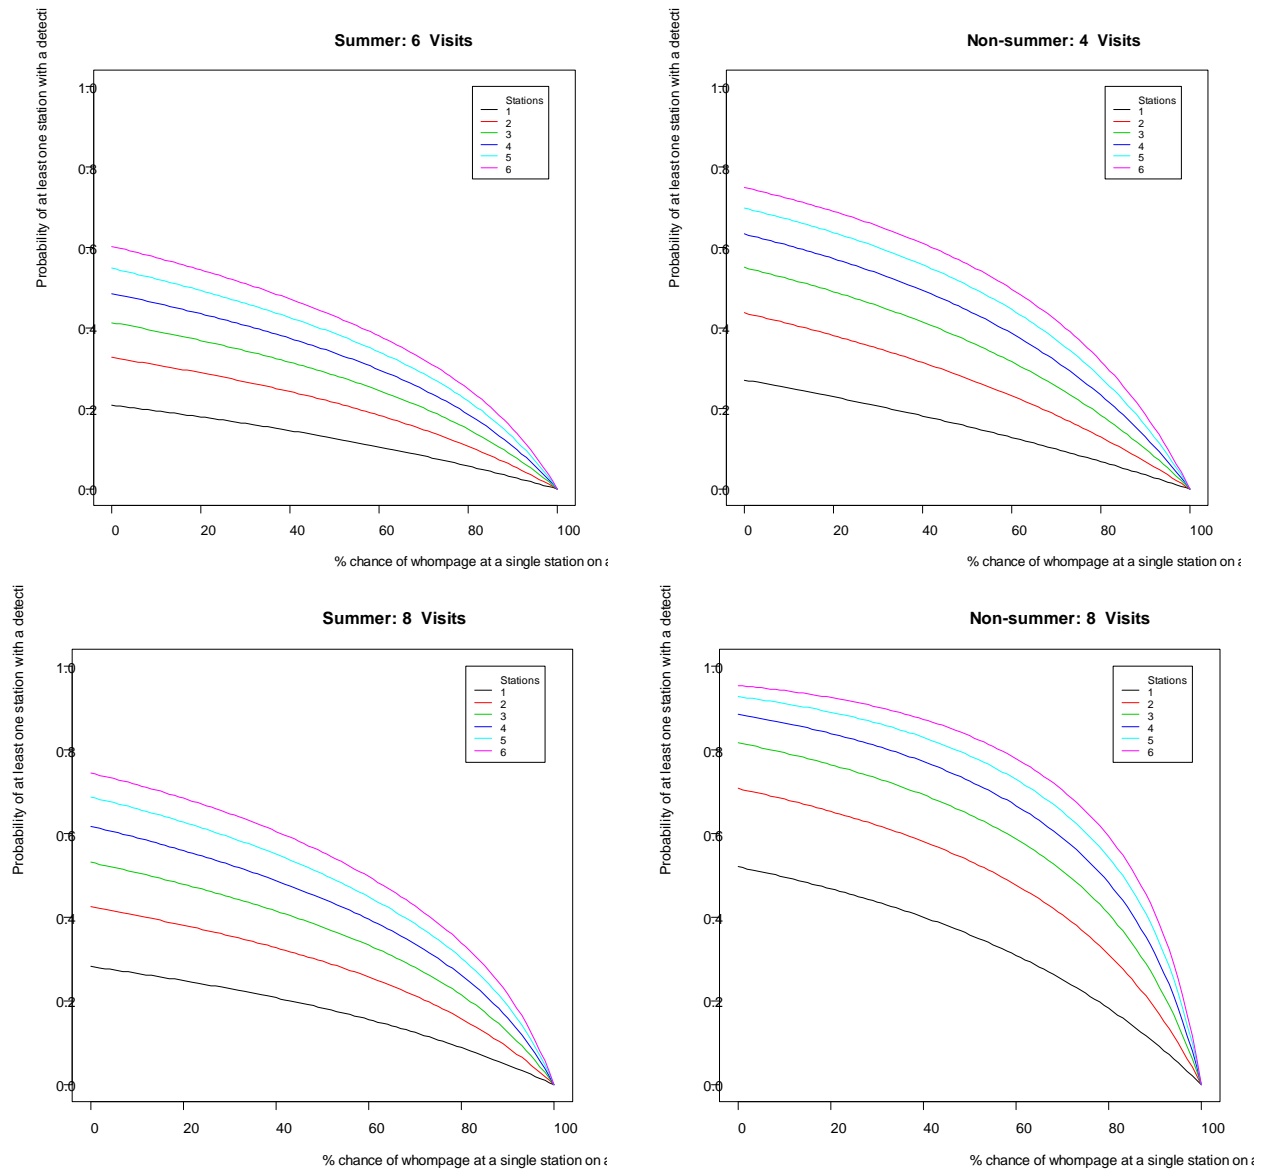 Summer: 6 Visits
Probability of at least one station with a detecti
1.0
0.8
0.6
0.4
0.2
0.0
Stations
1
2
3
4
5
6
0 20 40 60 80 100
% chance of whompage at a single station on a
Non-summer: 4 Visits
Probability of at least one station with a detecti
1.0
0.8
0.6
0.4
0.2
0.0
Stations
1
2
3
4
5
6
0 20 40 60 80 100
% chance of whompage at a single station on a
Summer: 8 Visits
Probability of at least one station with a detecti
1.0
0.8
0.6
0.4
0.2
0.0
Stations
1
2
3
4
5
6
0 20 40 60 80 100
% chance of whompage at a single station on a
Non-summer: 8 Visits
Probability of at least one station with a detecti
1.0
0.8
0.6
0.4
0.2
0.0
Stations
1
2
3
4
5
6
0 20 40 60 80 100
% chance of whompage at a single station on a